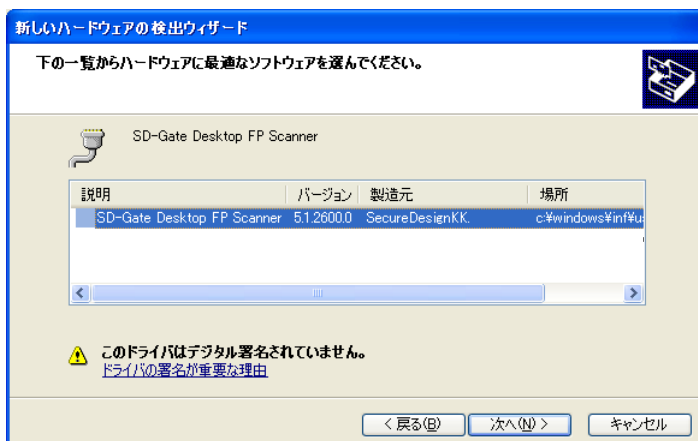 新しいハードウェアの検出ウィザード
下の一覧からハードウェアに最適なソフトウェアを選んでください。
SD-Gate Desktop FP Scanner
説明 バージョン 製造元 場所
SD-Gate Desktop FP Scanner 5.1.2600.0 SecureDesignKK. c:¥windows¥inf¥u
このドライバはデジタル署名されていません。
ドライバの署名が重要な理由
< 戻る(B) 次へ(N) > キャンセル